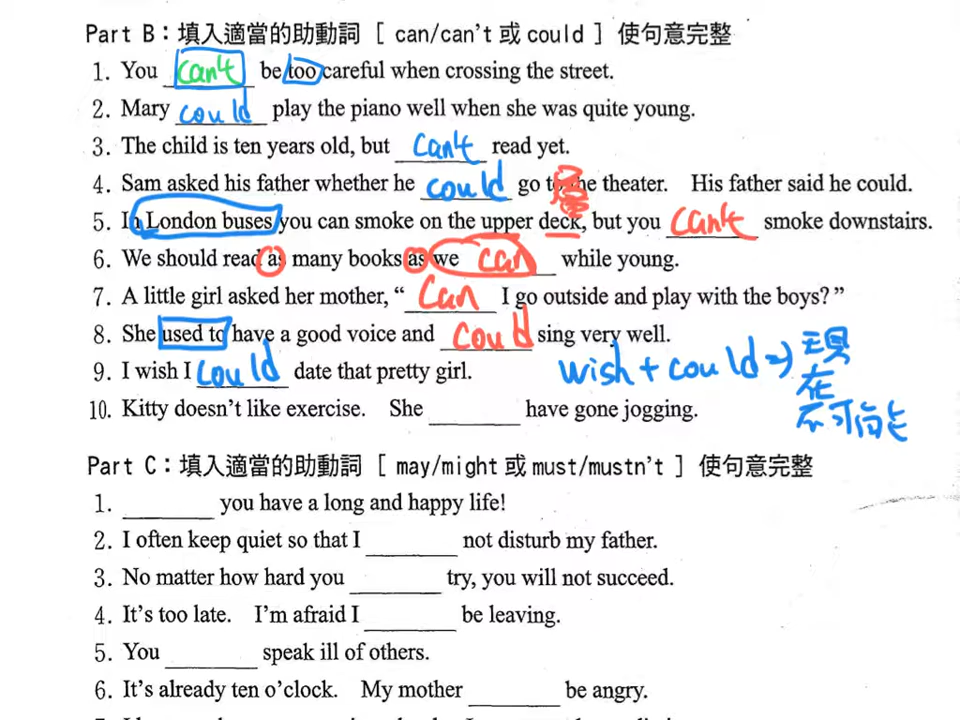 Part B：填入適當的助動詞 [ can/can't 或 could ] 使句意完整
1. You can't be too careful when crossing the street.
2. Mary could play the piano well when she was quite young.
3. The child is ten years old, but can't read yet.
層
4. Sam asked his father whether he could go to the theater. His father said he could.
5. In London buses you can smoke on the upper deck, but you can't smoke downstairs.
6. We should read as many books as we can while young.
7. A little girl asked her mother, “ Can I go outside and play with the boys?”
8. She used to have a good voice and could sing very well.
9. I wish I could date that pretty girl.
wish + could => 現
在
不可能
10. Kitty doesn't like exercise. She ________ have gone jogging.
Part C：填入適當的助動詞 [ may/might 或 must/mustn't ] 使句意完整
1. ________ you have a long and happy life!
2. I often keep quiet so that I ________ not disturb my father.
3. No matter how hard you ________ try, you will not succeed.
4. It's too late. I'm afraid I ________ be leaving.
5. You ________ speak ill of others.
6. It's already ten o'clock. My mother ________ be angry.